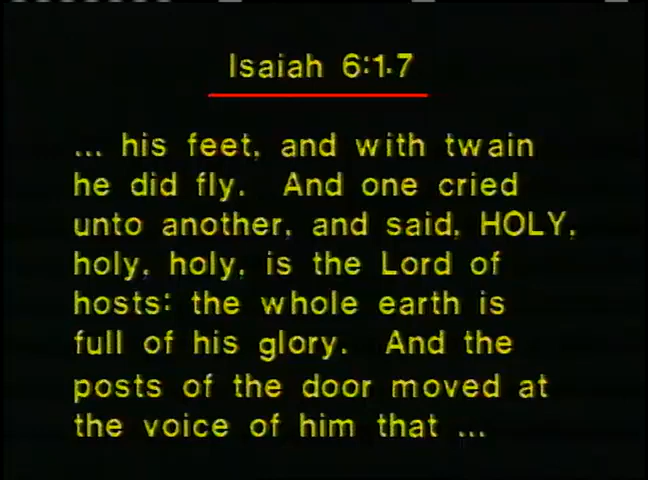 Isaiah 6:1-7
... his feet, and with twain
he did fly. And one cried
unto another, and said, HOLY,
holy, holy, is the Lord of
hosts: the whole earth is
full of his glory. And the
posts of the door moved at
the voice of him that ...